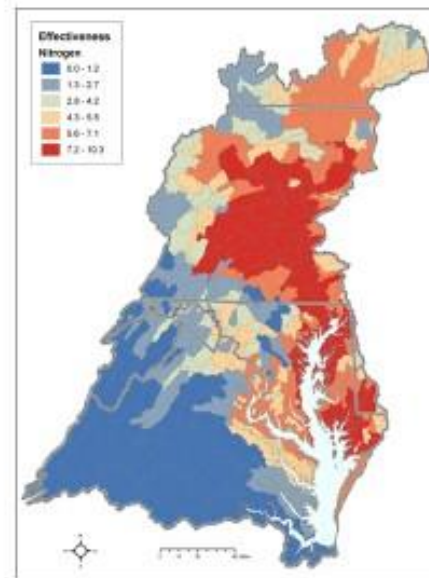 Effectiveness
Nitrogen
0.0 - 1.2
1.3 - 2.7
2.8 - 4.2
4.3 - 5.5
5.6 - 7.1
7.2 - 10.3